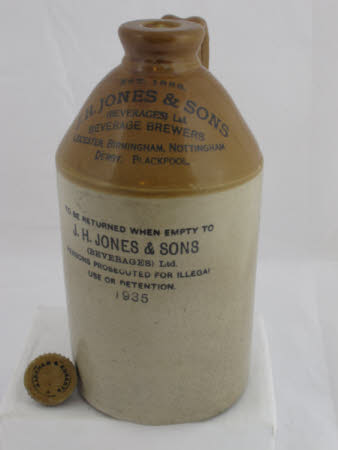 EST. 1889.
J.H. JONES & SONS
(BEVERAGES) Ltd.
BEVERAGE BREWERS
LEICESTER, BIRMINGHAM, NOTTINGHAM
DERBY, BLACKPOOL.
TO BE RETURNED WHEN EMPTY TO
J. H. JONES & SONS
(BEVERAGES) Ltd.
PERSONS PROSECUTED FOR ILLEGAL
USE OR RETENTION.
1935